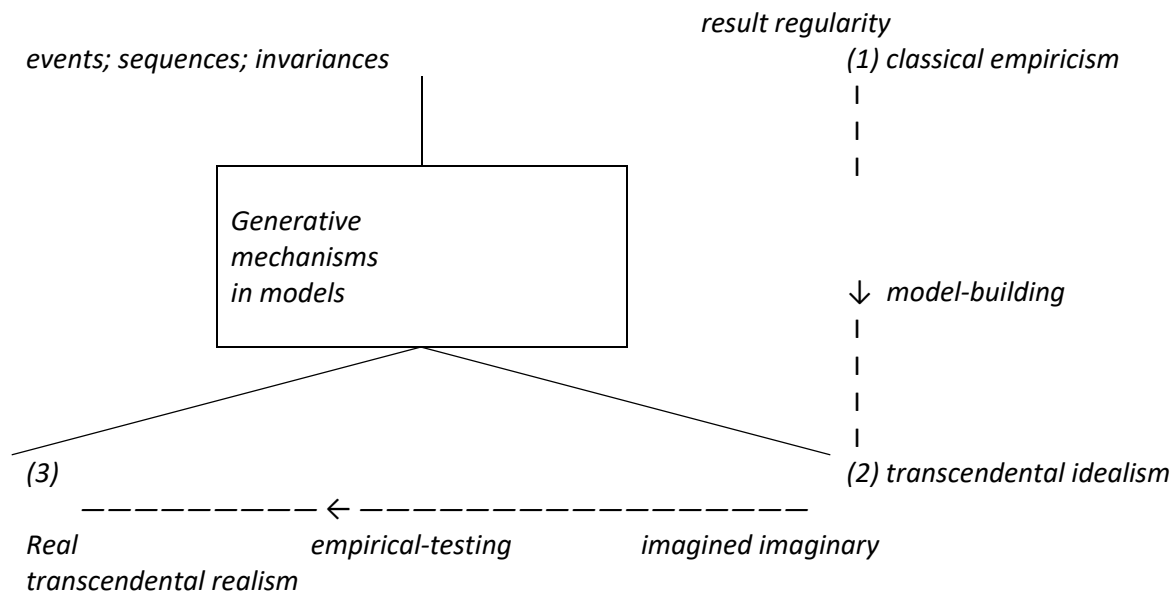 result regularity
events; sequences; invariances
(1) classical empiricism
Generative
mechanisms
in models
model-building
(3)
(2) transcendental idealism
Real
empirical-testing
imagined imaginary
transcendental realism